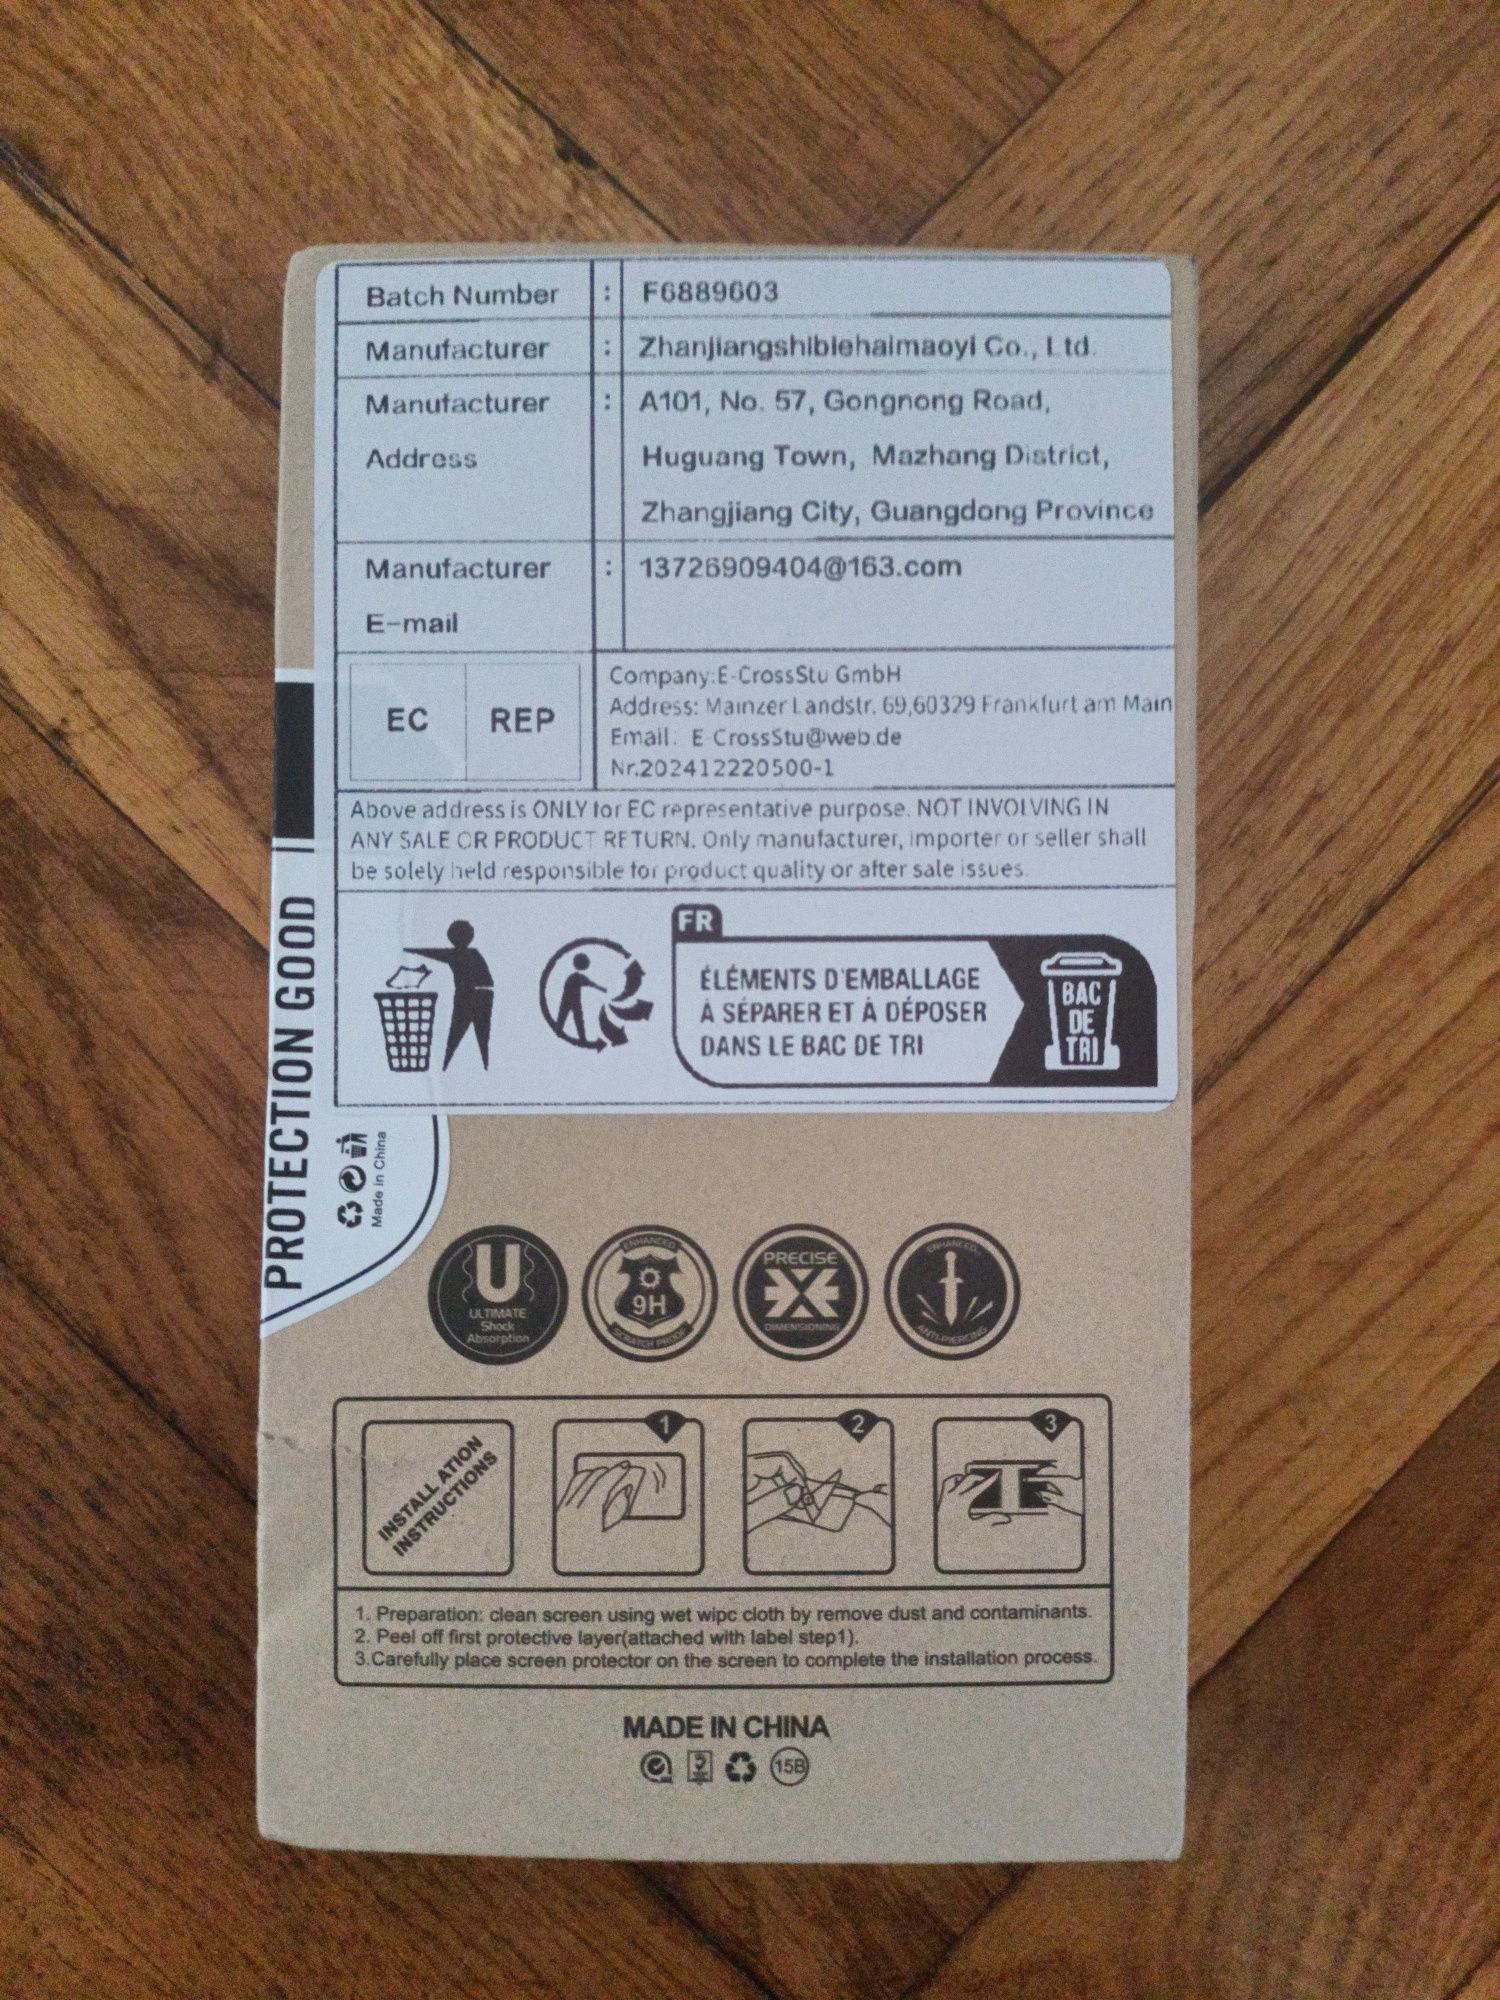 Batch Number : F6889603
Manufacturer : Zhanjiangshibiehaimaoyi Co., Ltd.
Manufacturer : A101, No. 57, Gongnong Road,
Address Huguang Town, Mazhang District,
Zhangjiang City, Guangdong Province
Manufacturer : 13726909404@163.com
E-mail
EC REP
Company:E-CrossStu GmbH
Address: Mainzer Landstr. 69,60329 Frankfurt am Main
Email: E-CrossStu@web.de
Nr.202412220500-1
Above address is ONLY for EC representative purpose. NOT INVOLVING IN
ANY SALE OR PRODUCT RETURN. Only manufacturer, importer or seller shall
be solely held responsible for product quality or after sale issues.
FR
ÉLÉMENTS D'EMBALLAGE
À SÉPARER ET À DÉPOSER
DANS LE BAC DE TRI
BAC
DE
TRI
PROTECTION GOOD
Made in China
U
ULTIMATE
Shock
Absorption
ENHANCED
9H
SCRATCH PROOF
PRECISE
DIMENSIONING
ENHANCED
ANTI-PIERCING
INSTALL ATION
INSTRUCTIONS
1
2
3
1. Preparation: clean screen using wet wipc cloth by remove dust and contaminants.
2. Peel off first protective layer(attached with label step1).
3.Carefully place screen protector on the screen to complete the installation process.
MADE IN CHINA
15B